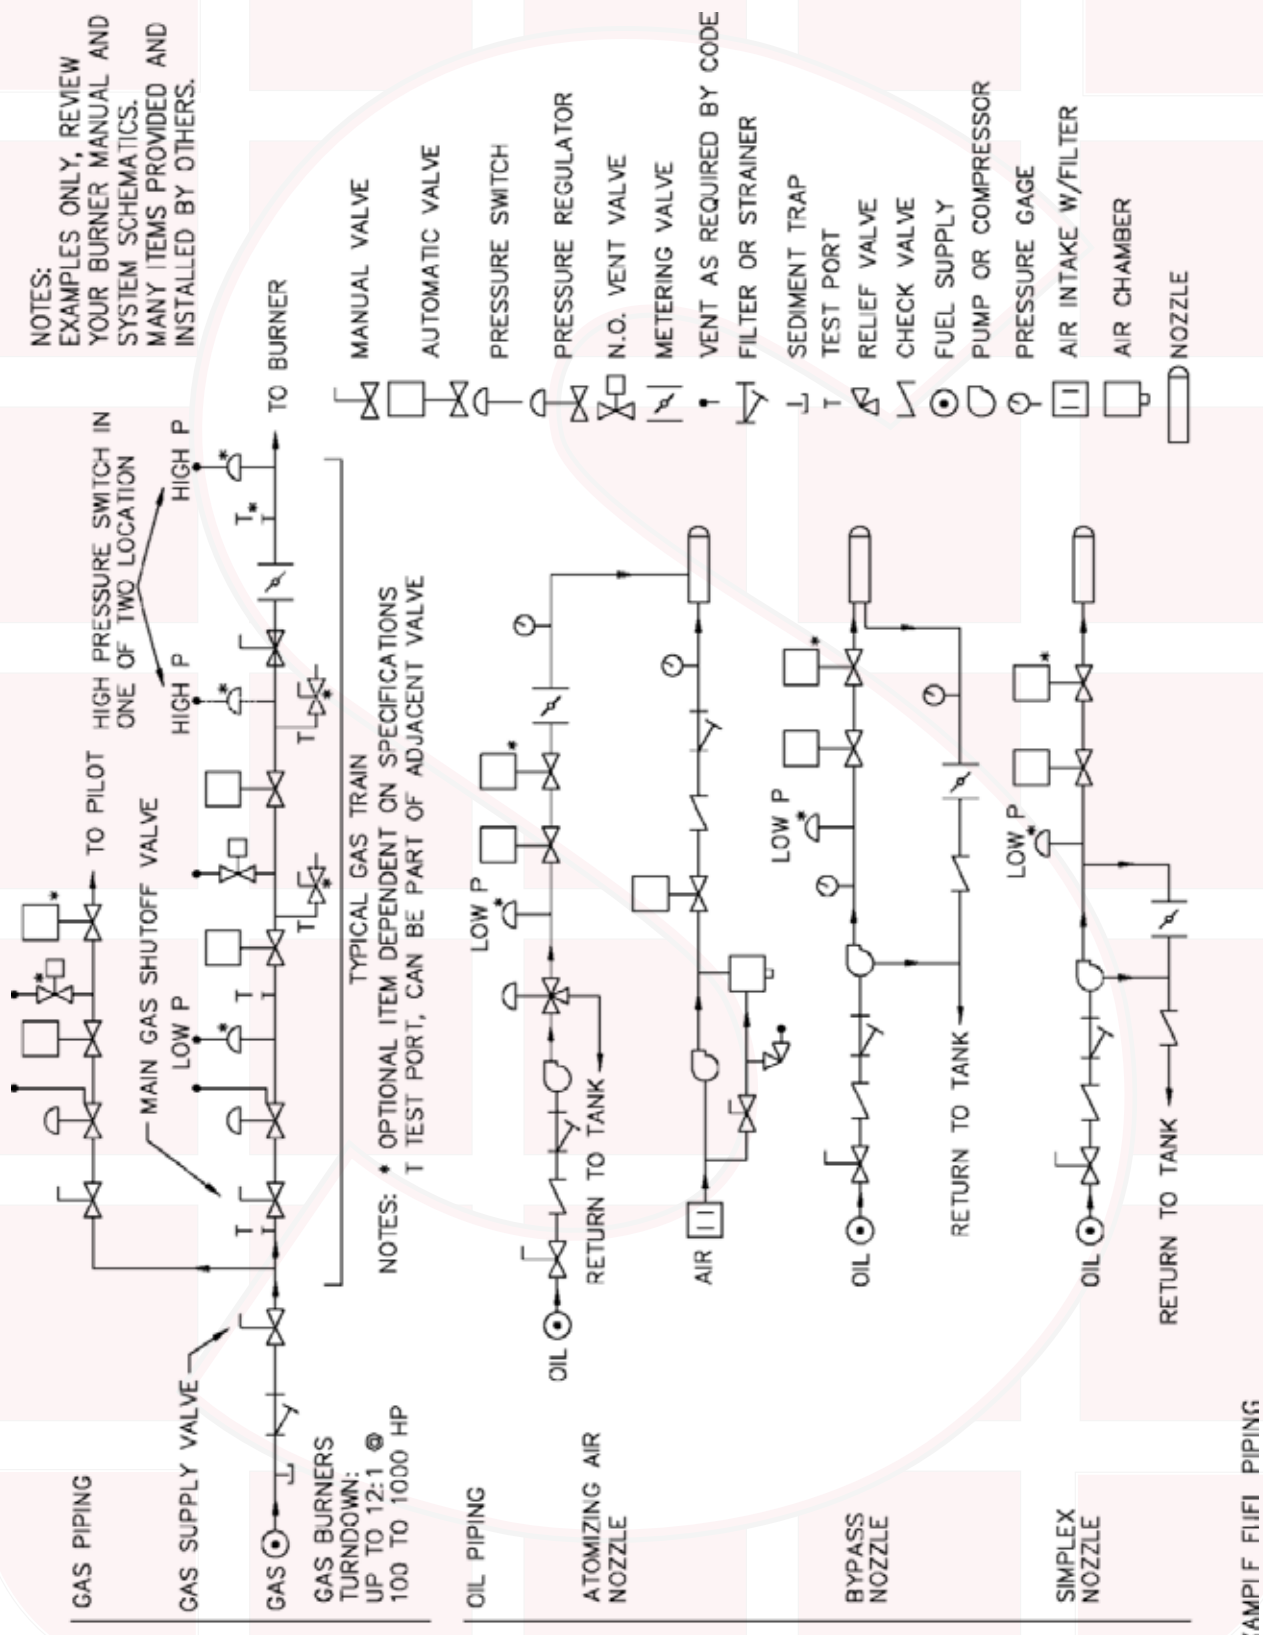 NOTES:
EXAMPLES ONLY, REVIEW
YOUR BURNER MANUAL AND
SYSTEM SCHEMATICS.
MANY ITEMS PROVIDED AND
INSTALLED BY OTHERS.
GAS PIPING
TO PILOT
HIGH PRESSURE SWITCH IN
ONE OF TWO LOCATION
MAIN GAS SHUTOFF VALVE
GAS SUPPLY VALVE
LOW P
HIGH P
HIGH P
*
*
*
*
*
T
T
T*
GAS
TO BURNER
T
*
T
*
GAS BURNERS
TURNDOWN:
UP TO 12:1 @
100 TO 1000 HP
TYPICAL GAS TRAIN
NOTES: * OPTIONAL ITEM DEPENDENT ON SPECIFICATIONS
T TEST PORT, CAN BE PART OF ADJACENT VALVE
MANUAL VALVE
AUTOMATIC VALVE
PRESSURE SWITCH
PRESSURE REGULATOR
N.O. VENT VALVE
METERING VALVE
VENT AS REQUIRED BY CODE
FILTER OR STRAINER
SEDIMENT TRAP
T TEST PORT
RELIEF VALVE
CHECK VALVE
FUEL SUPPLY
PUMP OR COMPRESSOR
PRESSURE GAGE
AIR INTAKE W/FILTER
AIR CHAMBER
NOZZLE
OIL PIPING
LOW P
*
*
OIL
RETURN TO TANK
ATOMIZING AIR
NOZZLE
AIR
LOW P
*
*
OIL
BYPASS
NOZZLE
RETURN TO TANK
LOW P
*
*
OIL
SIMPLEX
NOZZLE
RETURN TO TANK
PIPING